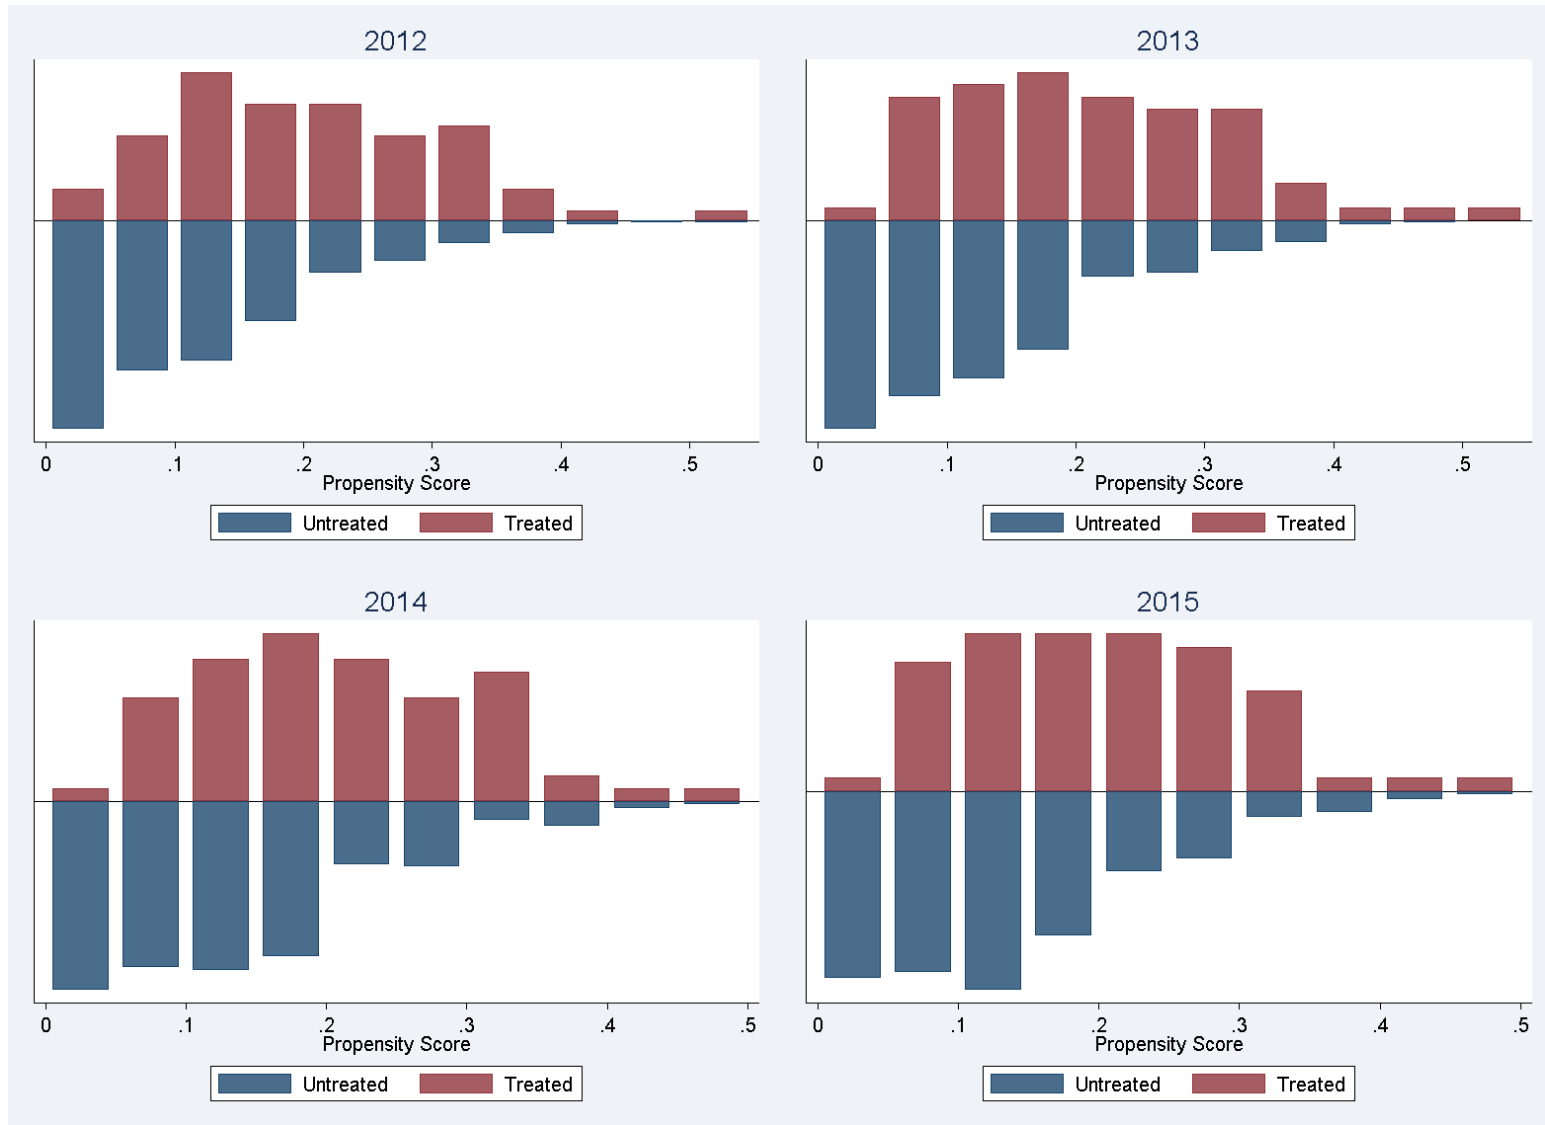 2012
0 .1 .2 .3 .4 .5
Propensity Score
Untreated Treated
2013
0 .1 .2 .3 .4 .5
Propensity Score
Untreated Treated
2014
0 .1 .2 .3 .4 .5
Propensity Score
Untreated Treated
2015
0 .1 .2 .3 .4 .5
Propensity Score
Untreated Treated